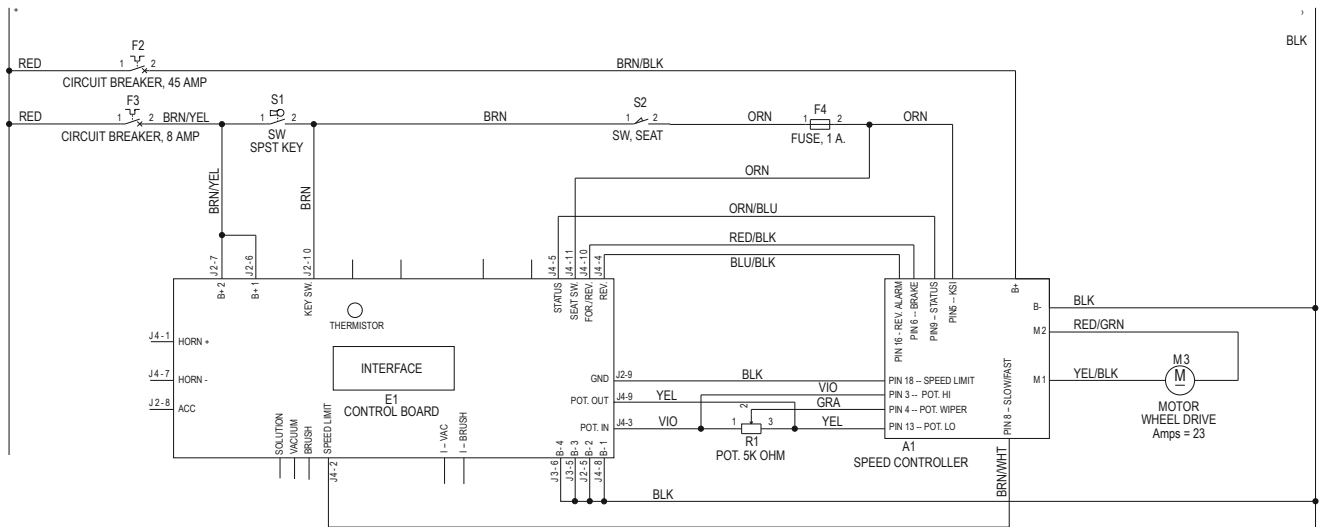 BLK
F2
RED
1 2
BRN/BLK
CIRCUIT BREAKER, 45 AMP
F3
S1
S2
F4
RED
1 2
BRN/YEL
1 2
BRN
1 2
ORN
1 2
ORN
CIRCUIT BREAKER, 8 AMP
SW
SPST KEY
SW, SEAT
FUSE, 1 A.
BRN/YEL
BRN
ORN
ORN/BLU
RED/BLK
BLU/BLK
J2-7
J2-6
J2-10
J4-5
J4-11
J4-10
J4-4
B+ 2
B+ 1
KEY SW.
STATUS
SEAT SW.
FOR./REV.
REV.
PIN 16 - REV. ALARM
PIN 6 -- BRAKE
PIN9 – STATUS
PIN5 -- KSI
B+
THERMISTOR
B-
BLK
M2
RED/GRN
J4-1
HORN +
INTERFACE
M3
J4-7
HORN -
GND
J2-9
BLK
PIN 18 -- SPEED LIMIT
M1
YEL/BLK
M
E1
CONTROL BOARD
VIO
PIN 3 -- POT. HI
J2-8
ACC
POT. OUT
J4-9
YEL
2
GRA
PIN 4 -- POT. WIPER
MOTOR
WHEEL DRIVE
Amps = 23
POT. IN
J4-3
VIO
1 3
YEL
PIN 13 -- POT. LO
PIN 8 – SLOW/FAST
R1
POT. 5K OHM
A1
SPEED CONTROLLER
SOLUTION
VACUUM
BRUSH
SPEED LIMIT
I – VAC
I – BRUSH
B-4
B-3
B-2
B-1
J4-2
J3-6
J3-5
J2-5
J4-8
BLK
BRN/WHT